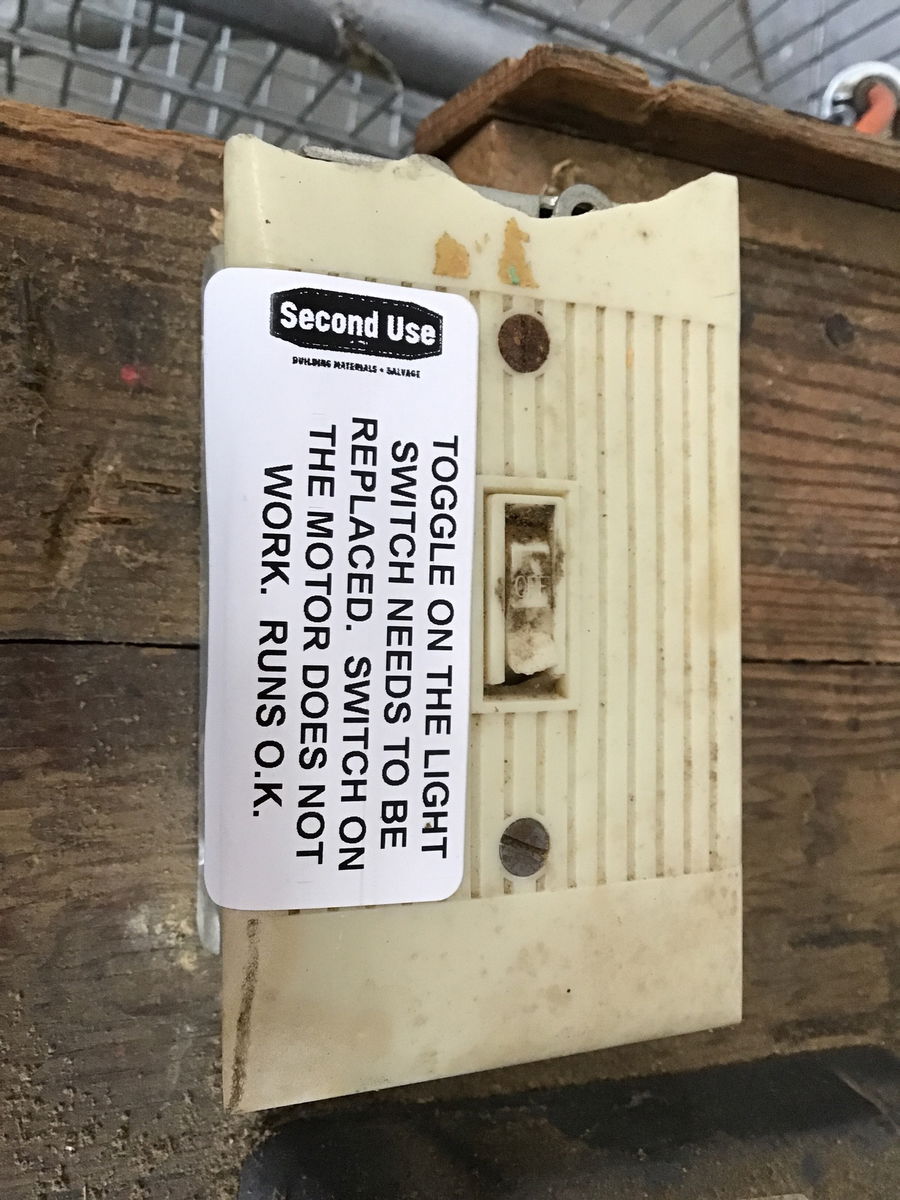 Second Use
BUILDING MATERIALS + SALVAGE
TOGGLE ON THE LIGHT
SWITCH NEEDS TO BE
REPLACED. SWITCH ON
THE MOTOR DOES NOT
WORK. RUNS O.K.
OFF